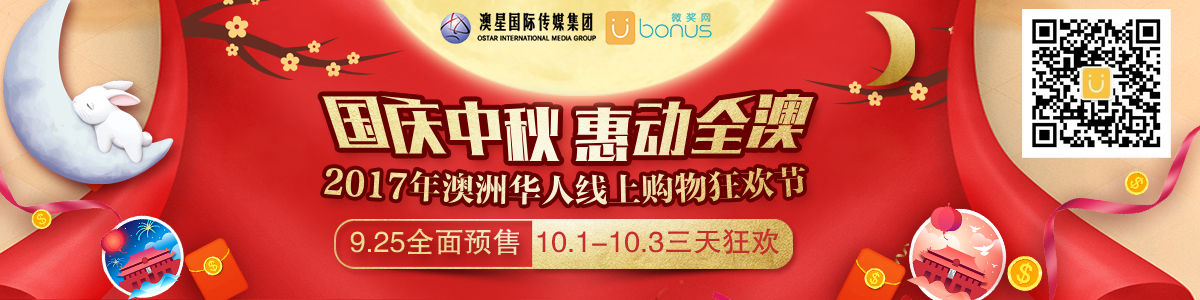 澳星国际传媒集团
OSTAR INTERNATIONAL MEDIA GROUP
微奖网
bonus
国庆中秋 惠动全澳
2017年澳洲华人线上购物狂欢节
9.25全面预售 10.1-10.3三天狂欢